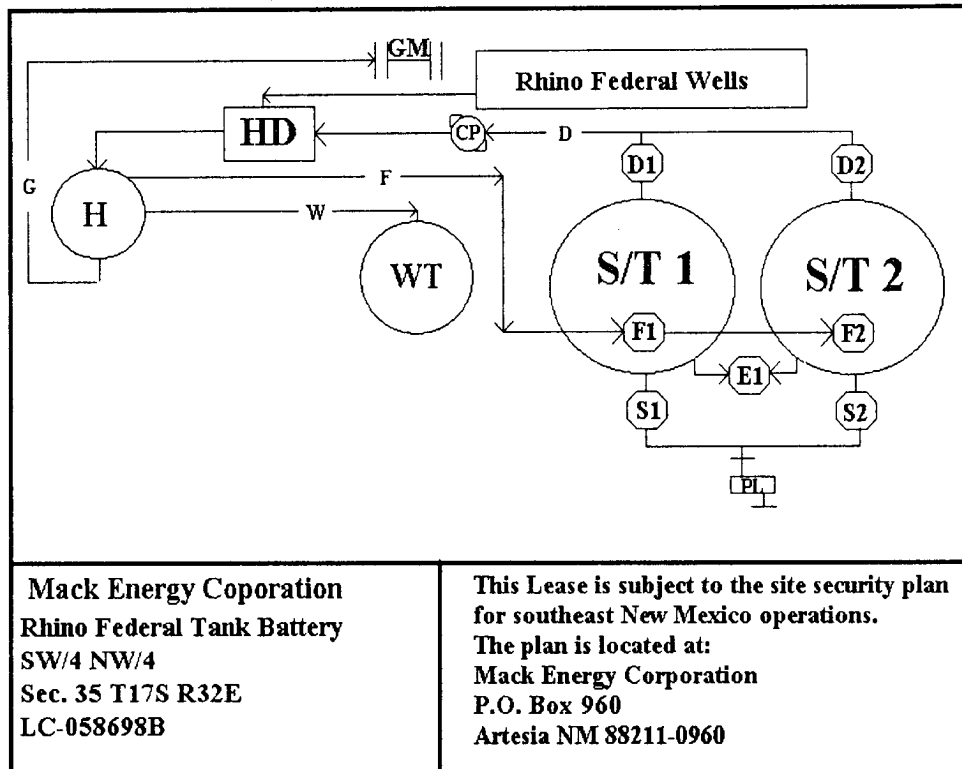 GM
Rhino Federal Wells
HD
CP
D
D1
D2
G
F
H
W
WT
S/T 1
S/T 2
F1
F2
E1
S1
S2
PL
Mack Energy Coporation
Rhino Federal Tank Battery
SW/4 NW/4
Sec. 35 T17S R32E
LC-058698B
This Lease is subject to the site security plan
for southeast New Mexico operations.
The plan is located at:
Mack Energy Corporation
P.O. Box 960
Artesia NM 88211-0960